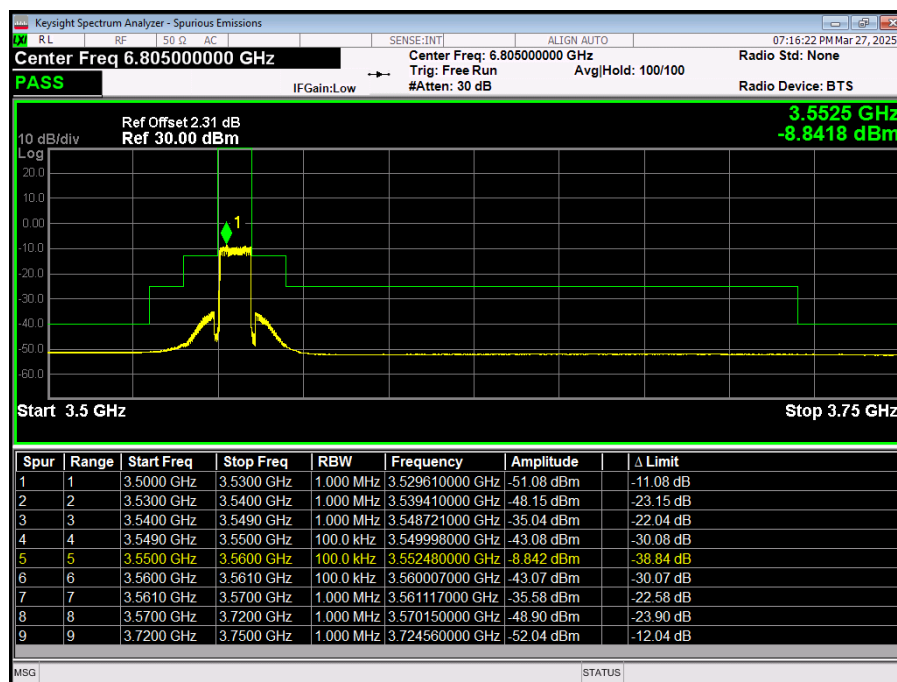 Keysight Spectrum Analyzer - Spurious Emissions
LXI RL RF 50 Ω AC SENSE:INT ALIGN AUTO 07:16:22 PM Mar 27, 2025
Center Freq 6.805000000 GHz Center Freq: 6.805000000 GHz Radio Std: None
Trig: Free Run Avg|Hold: 100/100
PASS IFGain:Low #Atten: 30 dB Radio Device: BTS
3.5525 GHz
-8.8418 dBm
Ref Offset 2.31 dB
10 dB/div Ref 30.00 dBm
Log
20.0
10.0
0.00
1
-10.0
-20.0
-30.0
-40.0
-50.0
-60.0
Start 3.5 GHz Stop 3.75 GHz
Spur Range Start Freq Stop Freq RBW Frequency Amplitude Δ Limit
1 1 3.5000 GHz 3.5300 GHz 1.000 MHz 3.529610000 GHz -51.08 dBm -11.08 dB
2 2 3.5300 GHz 3.5400 GHz 1.000 MHz 3.539410000 GHz -48.15 dBm -23.15 dB
3 3 3.5400 GHz 3.5490 GHz 1.000 MHz 3.548721000 GHz -35.04 dBm -22.04 dB
4 4 3.5490 GHz 3.5500 GHz 100.0 kHz 3.549998000 GHz -43.08 dBm -30.08 dB
5 5 3.5500 GHz 3.5600 GHz 100.0 kHz 3.552480000 GHz -8.842 dBm -38.84 dB
6 6 3.5600 GHz 3.5610 GHz 100.0 kHz 3.560007000 GHz -43.07 dBm -30.07 dB
7 7 3.5610 GHz 3.5700 GHz 1.000 MHz 3.561117000 GHz -35.58 dBm -22.58 dB
8 8 3.5700 GHz 3.7200 GHz 1.000 MHz 3.570150000 GHz -48.90 dBm -23.90 dB
9 9 3.7200 GHz 3.7500 GHz 1.000 MHz 3.724560000 GHz -52.04 dBm -12.04 dB
MSG STATUS